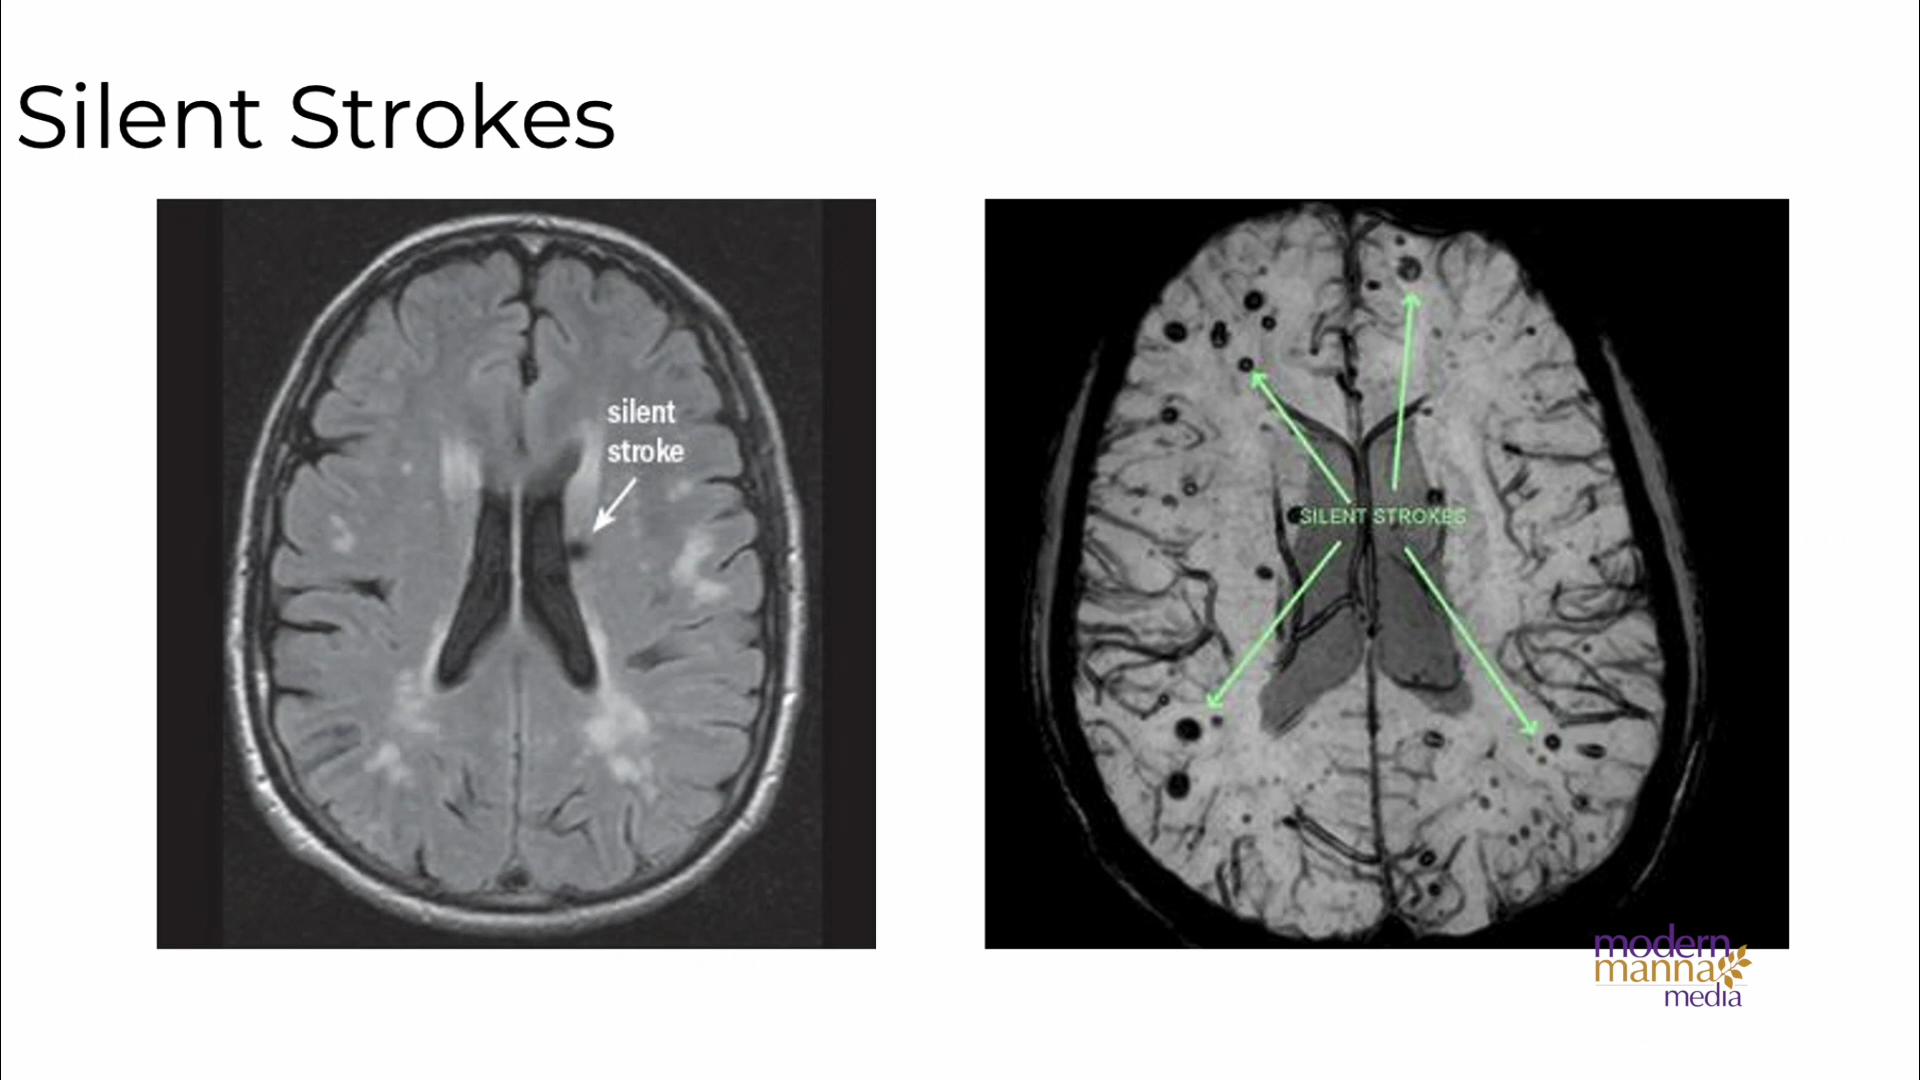 Silent Strokes
silent
stroke
SILENT STROKES
modern
manna
media